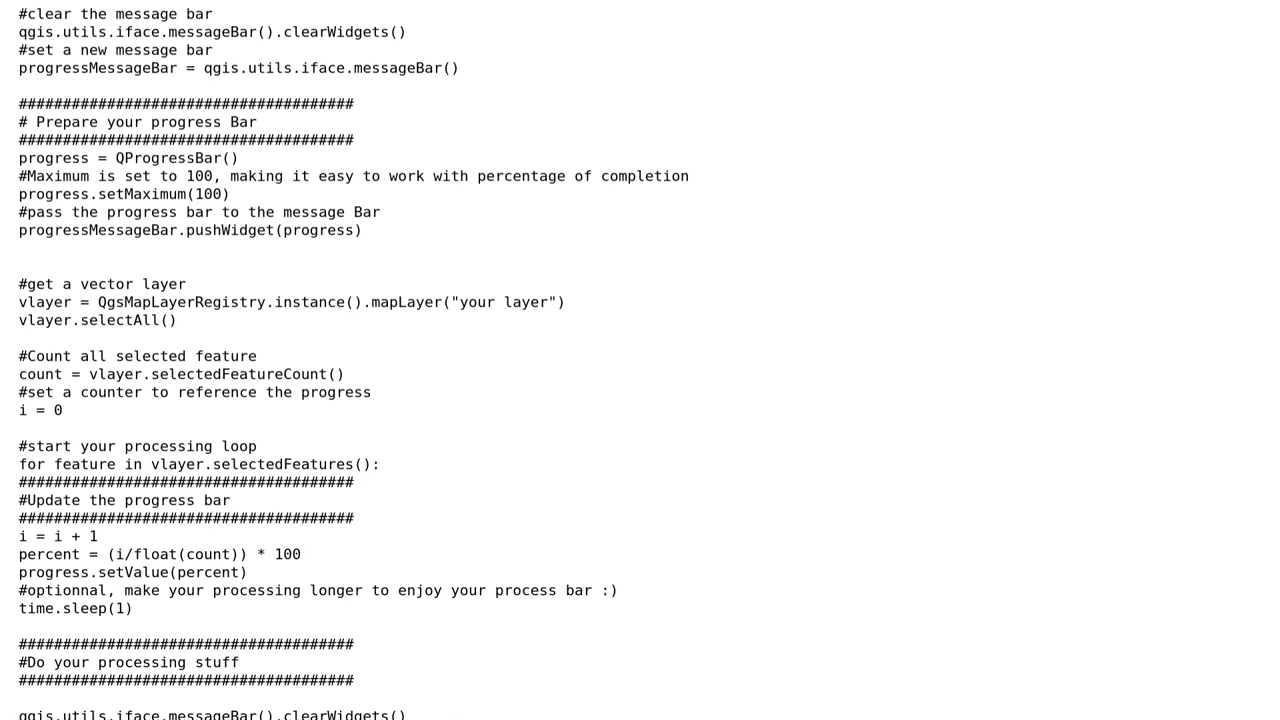 #clear the message bar
qgis.utils.iface.messageBar().clearWidgets()
#set a new message bar
progressMessageBar = qgis.utils.iface.messageBar()
######################################
# Prepare your progress Bar
######################################
progress = QProgressBar()
#Maximum is set to 100, making it easy to work with percentage of completion
progress.setMaximum(100)
#pass the progress bar to the message Bar
progressMessageBar.pushWidget(progress)
#get a vector layer
vlayer = QgsMapLayerRegistry.instance().mapLayer("your layer")
vlayer.selectAll()
#Count all selected feature
count = vlayer.selectedFeatureCount()
#set a counter to reference the progress
i = 0
#start your processing loop
for feature in vlayer.selectedFeatures():
######################################
#Update the progress bar
######################################
i = i + 1
percent = (i/float(count)) * 100
progress.setValue(percent)
#optionnal, make your processing longer to enjoy your process bar :)
time.sleep(1)
######################################
#Do your processing stuff
######################################
qgis.utils.iface.messageBar().clearWidgets()